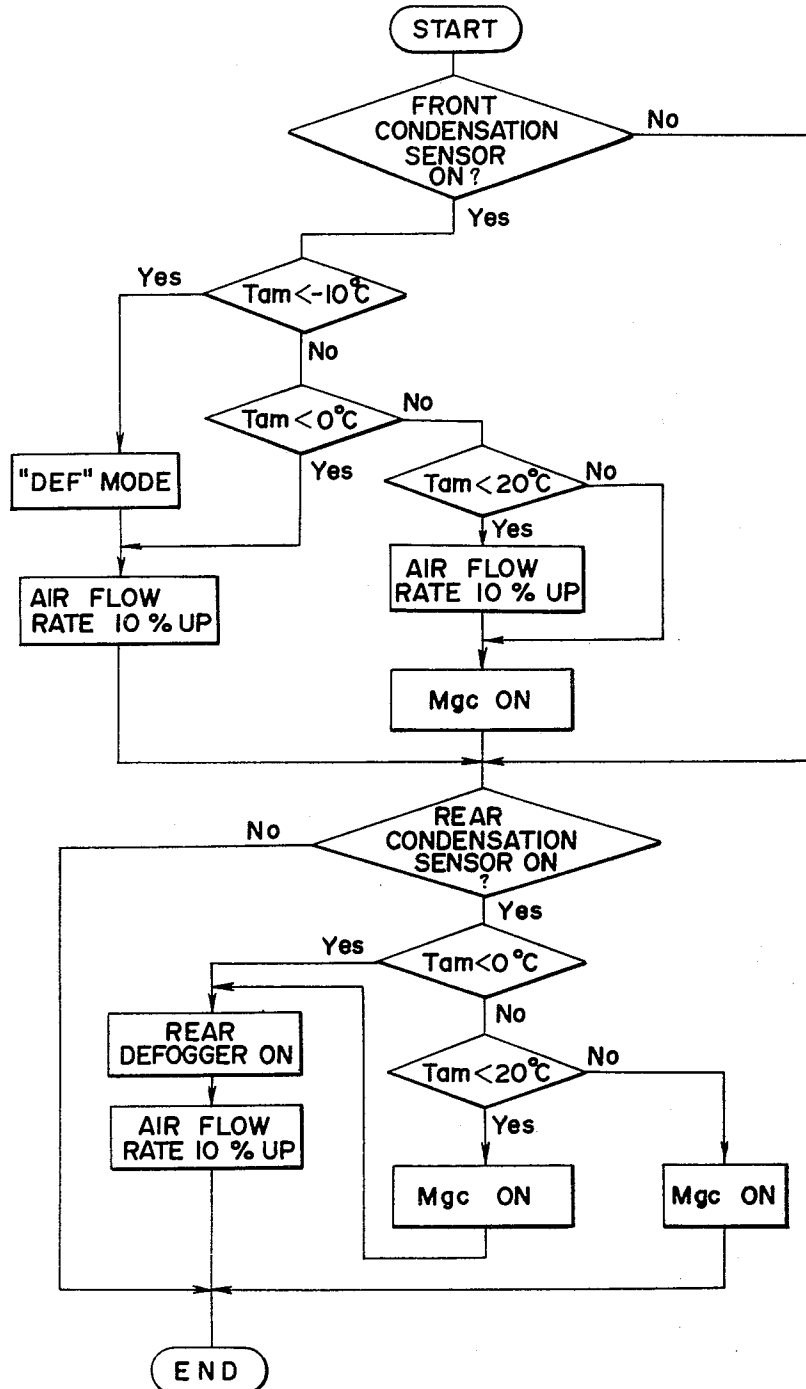 START
FRONT
CONDENSATION
SENSOR
ON?
No
Yes
Yes
Tam<-10°C
No
Tam<0°C
No
Yes
"DEF" MODE
Tam<20°C
No
Yes
AIR FLOW
RATE 10 % UP
AIR FLOW
RATE 10 % UP
Mgc ON
REAR
CONDENSATION
SENSOR ON
?
No
Yes
Yes
Tam<0°C
No
REAR
DEFOGGER ON
Tam<20°C
No
Yes
AIR FLOW
RATE 10 % UP
Mgc ON
Mgc ON
END